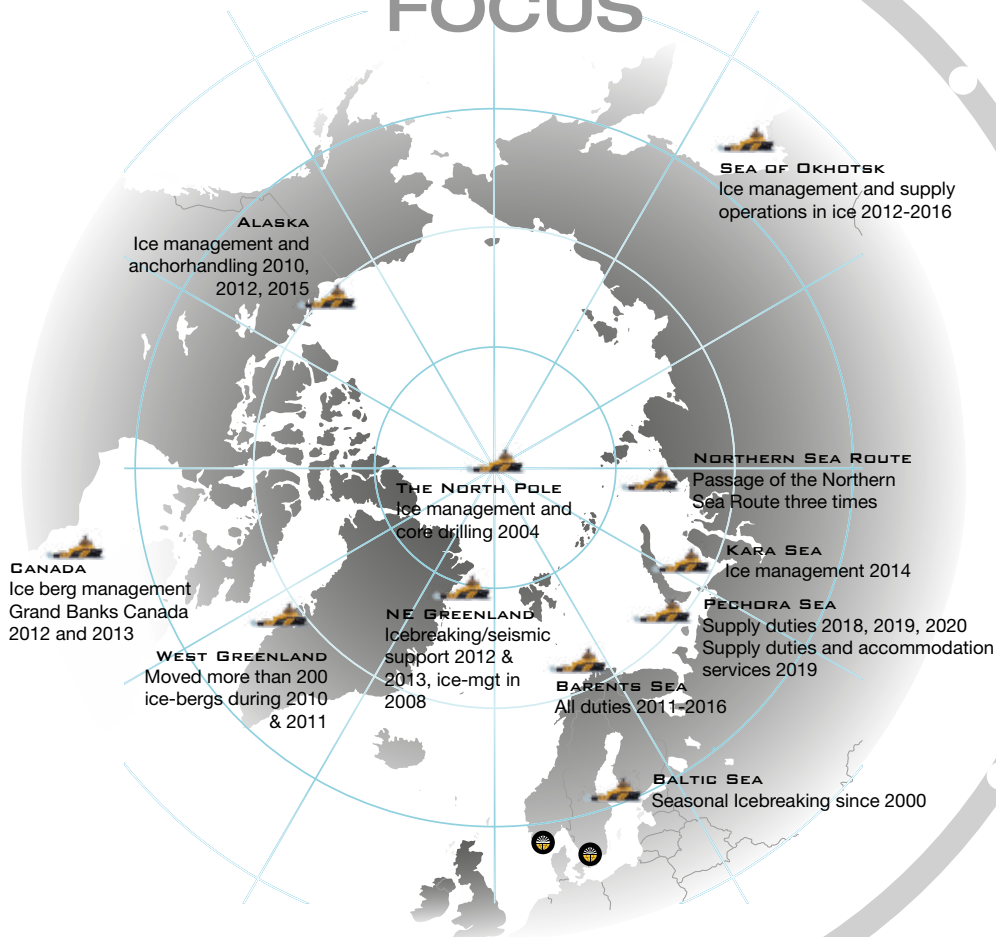 FOCUS
SEA OF OKHOTSK
Ice management and supply
operations in ice 2012-2016
ALASKA
Ice management and
anchorhandling 2010,
2012, 2015
NORTHERN SEA ROUTE
Passage of the Northern
Sea Route three times
THE NORTH POLE
Ice management and
core drilling 2004
KARA SEA
Ice management 2014
CANADA
Ice berg management
Grand Banks Canada
2012 and 2013
PECHORA SEA
Supply duties 2018, 2019, 2020
Supply duties and accommodation
services 2019
NE GREENLAND
Icebreaking/seismic
support 2012 &
2013, ice-mgt in
2008
WEST GREENLAND
Moved more than 200
ice-bergs during 2010
& 2011
BARENTS SEA
All duties 2011-2016
BALTIC SEA
Seasonal Icebreaking since 2000